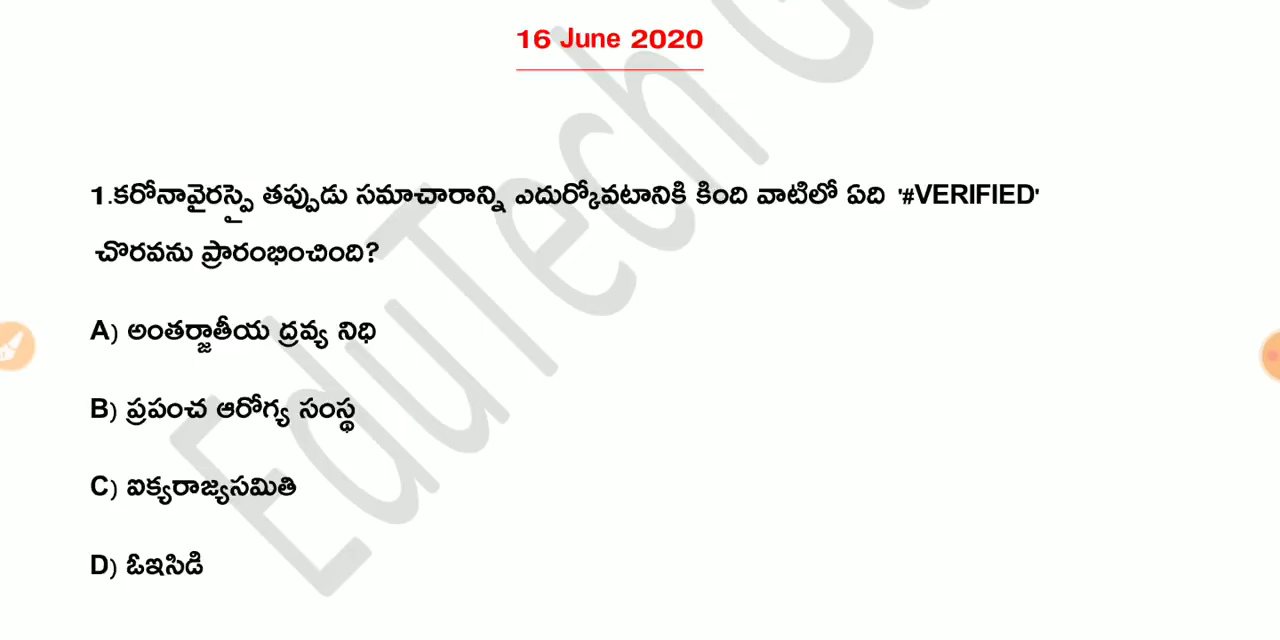 16 June 2020
1.కరోనావైరస్పై తప్పుడు సమాచారాన్ని ఎదుర్కోవటానికి కింది వాటిలో ఏది '#VERIFIED'
చొరవను ప్రారంభించింది?
A) అంతర్జాతీయ ద్రవ్య నిధి
B) ప్రపంచ ఆరోగ్య సంస్థ
C) ఐక్యరాజ్యసమితి
D) ఓఇసిడి
EduTech